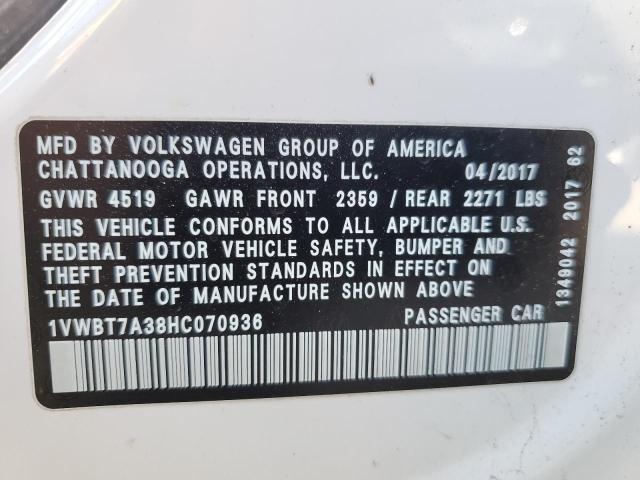 MFD BY VOLKSWAGEN GROUP OF AMERICA
CHATTANOOGA OPERATIONS, LLC. 04/2017
GVWR 4519 GAWR FRONT 2359 / REAR 2271 LBS
THIS VEHICLE CONFORMS TO ALL APPLICABLE U.S.
FEDERAL MOTOR VEHICLE SAFETY, BUMPER AND
THEFT PREVENTION STANDARDS IN EFFECT ON
THE DATE OF MANUFACTURE SHOWN ABOVE
1VWBT7A38HC070936 PASSENGER CAR
1349042 2017 62